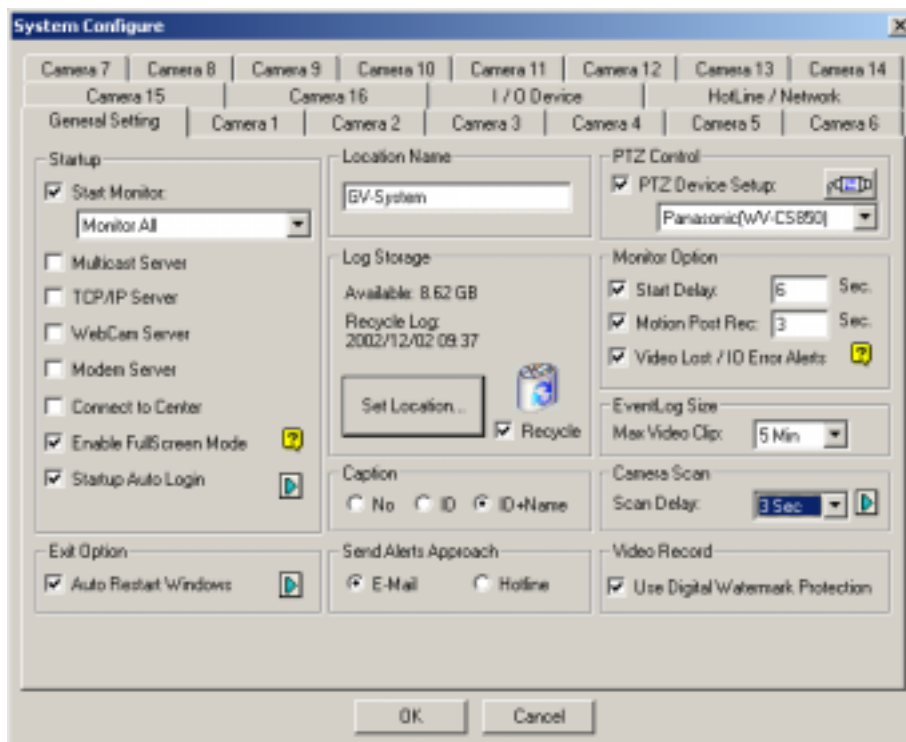 System Configure
Camera 7 Camera 8 Camera 9 Camera 10 Camera 11 Camera 12 Camera 13 Camera 14
Camera 15 Camera 16 I / O Device HotLine / Network
General Setting Camera 1 Camera 2 Camera 3 Camera 4 Camera 5 Camera 6
Startup
Start Monitor:
Monitor All
Multicast Server
TCP/IP Server
WebCam Server
Modem Server
Connect to Center
Enable FullScreen Mode
Startup Auto Login
Exit Option
Auto Restart Windows
Location Name
GV-System
Log Storage
Available: 8.62 GB
Recycle Log:
2002/12/02 09:37
Set Location...
Recycle
Caption
No ID ID+Name
Send Alerts Approach
E-Mail Hotline
PTZ Control
PTZ Device Setup:
Panasonic(WV-CS850)
Monitor Option
Start Delay: 6 Sec.
Motion Post Rec: 3 Sec.
Video Lost / IO Error Alerts
EventLog Size
Max Video Clip: 5 Min
Camera Scan
Scan Delay: 3 Sec
Video Record
Use Digital Watermark Protection
OK Cancel